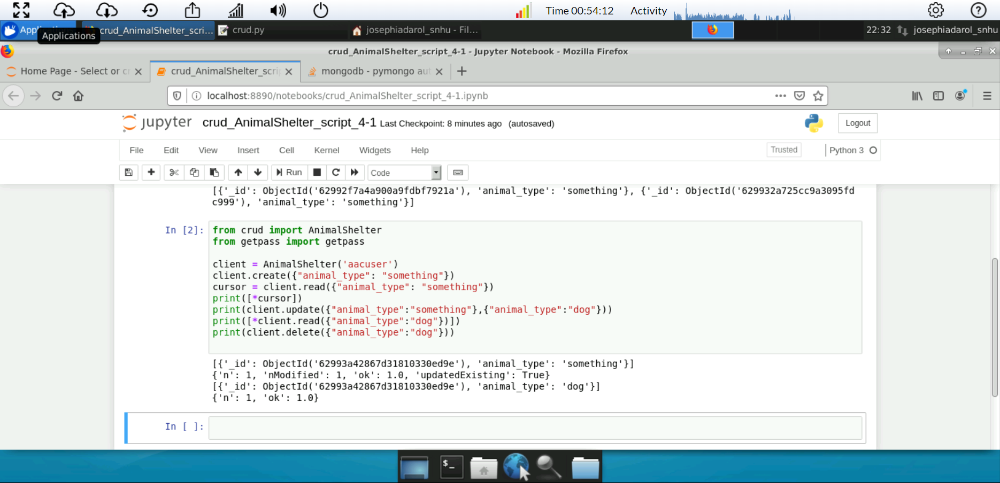 Time 00:54:12 Activity
Applications
crud_AnimalShelter_scri...
crud.py
josephiadarol_snhu - Fil...
22:32
josephiadarol_snhu
crud_AnimalShelter_script_4-1 - Jupyter Notebook - Mozilla Firefox
Home Page - Select or cr
crud_AnimalShelter_scrip
mongodb - pymongo aut
localhost:8890/notebooks/crud_AnimalShelter_script_4-1.ipynb
jupyter crud_AnimalShelter_script_4-1 Last Checkpoint: 8 minutes ago (autosaved)
Logout
File Edit View Insert Cell Kernel Widgets Help
Trusted
Python 3
Run
Code
[{'_id': ObjectId('62992f7a4a900a9fdbf7921a'), 'animal_type': 'something'}, {'_id': ObjectId('629932a725cc9a3095fd
c999'), 'animal_type': 'something'}]
In [2]:
from crud import AnimalShelter
from getpass import getpass
client = AnimalShelter('aacuser')
client.create({"animal_type": "something"})
cursor = client.read({"animal_type": "something"})
print([*cursor])
print(client.update({"animal_type":"something"},{"animal_type":"dog"}))
print([*client.read({"animal_type":"dog"})])
print(client.delete({"animal_type":"dog"}))
[{'_id': ObjectId('62993a42867d31810330ed9e'), 'animal_type': 'something'}]
{'n': 1, 'nModified': 1, 'ok': 1.0, 'updatedExisting': True}
[{'_id': ObjectId('62993a42867d31810330ed9e'), 'animal_type': 'dog'}]
{'n': 1, 'ok': 1.0}
In [ ]:
$_